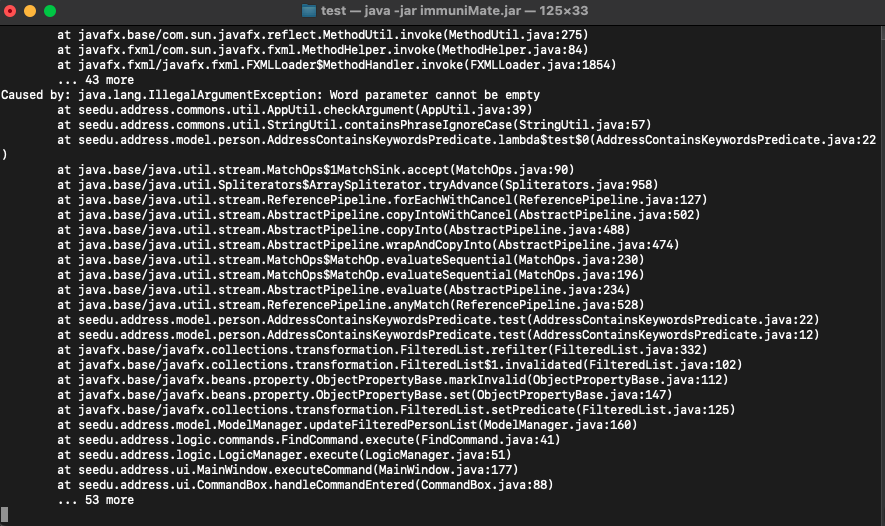 test — java -jar immuniMate.jar — 125×33
at javafx.base/com.sun.javafx.reflect.MethodUtil.invoke(MethodUtil.java:275)
at javafx.fxml/com.sun.javafx.fxml.MethodHelper.invoke(MethodHelper.java:84)
at javafx.fxml/javafx.fxml.FXMLLoader$MethodHandler.invoke(FXMLLoader.java:1854)
... 43 more
Caused by: java.lang.IllegalArgumentException: Word parameter cannot be empty
at seedu.address.commons.util.AppUtil.checkArgument(AppUtil.java:39)
at seedu.address.commons.util.StringUtil.containsPhraseIgnoreCase(StringUtil.java:57)
at seedu.address.model.person.AddressContainsKeywordsPredicate.lambda$test$0(AddressContainsKeywordsPredicate.java:22
)
at java.base/java.util.stream.MatchOps$1MatchSink.accept(MatchOps.java:90)
at java.base/java.util.Spliterators$ArraySpliterator.tryAdvance(Spliterators.java:958)
at java.base/java.util.stream.ReferencePipeline.forEachWithCancel(ReferencePipeline.java:127)
at java.base/java.util.stream.AbstractPipeline.copyIntoWithCancel(AbstractPipeline.java:502)
at java.base/java.util.stream.AbstractPipeline.copyInto(AbstractPipeline.java:488)
at java.base/java.util.stream.AbstractPipeline.wrapAndCopyInto(AbstractPipeline.java:474)
at java.base/java.util.stream.MatchOps$MatchOp.evaluateSequential(MatchOps.java:230)
at java.base/java.util.stream.MatchOps$MatchOp.evaluateSequential(MatchOps.java:196)
at java.base/java.util.stream.AbstractPipeline.evaluate(AbstractPipeline.java:234)
at java.base/java.util.stream.ReferencePipeline.anyMatch(ReferencePipeline.java:528)
at seedu.address.model.person.AddressContainsKeywordsPredicate.test(AddressContainsKeywordsPredicate.java:22)
at seedu.address.model.person.AddressContainsKeywordsPredicate.test(AddressContainsKeywordsPredicate.java:12)
at javafx.base/javafx.collections.transformation.FilteredList.refilter(FilteredList.java:332)
at javafx.base/javafx.collections.transformation.FilteredList$1.invalidated(FilteredList.java:102)
at javafx.base/javafx.beans.property.ObjectPropertyBase.markInvalid(ObjectPropertyBase.java:112)
at javafx.base/javafx.beans.property.ObjectPropertyBase.set(ObjectPropertyBase.java:147)
at javafx.base/javafx.collections.transformation.FilteredList.setPredicate(FilteredList.java:125)
at seedu.address.model.ModelManager.updateFilteredPersonList(ModelManager.java:160)
at seedu.address.logic.commands.FindCommand.execute(FindCommand.java:41)
at seedu.address.logic.LogicManager.execute(LogicManager.java:51)
at seedu.address.ui.MainWindow.executeCommand(MainWindow.java:177)
at seedu.address.ui.CommandBox.handleCommandEntered(CommandBox.java:88)
... 53 more